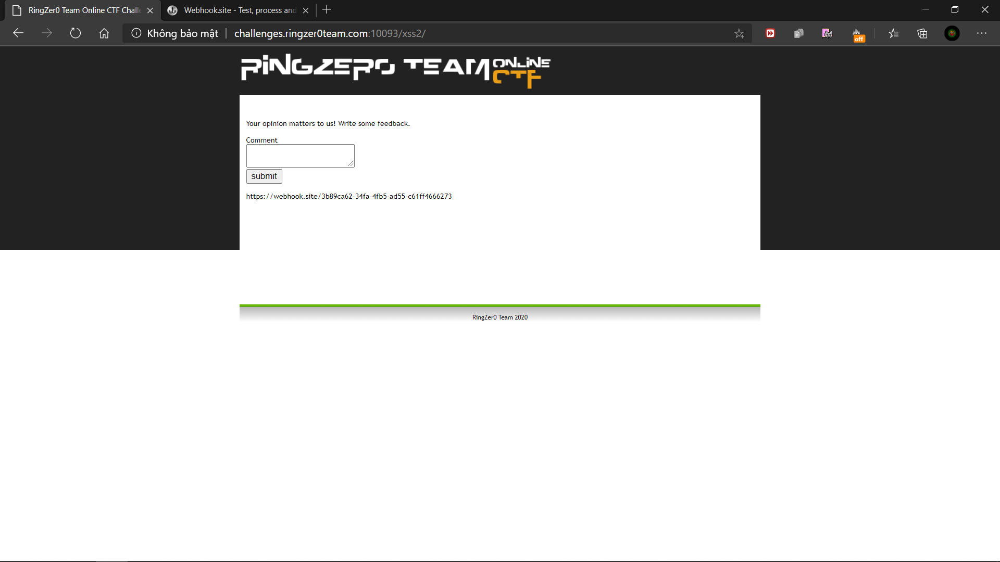 RingZer0 Team Online CTF Chall
Webhook.site - Test, process and
Không bảo mật
challenges.ringzer0team.com:10093/xss2/
off
RINGZER0 TEAM ONLINE CTF
Your opinion matters to us! Write some feedback.
Comment
submit
https://webhook.site/3b89ca62-34fa-4fb5-ad55-c61ff4666273
RingZer0 Team 2020